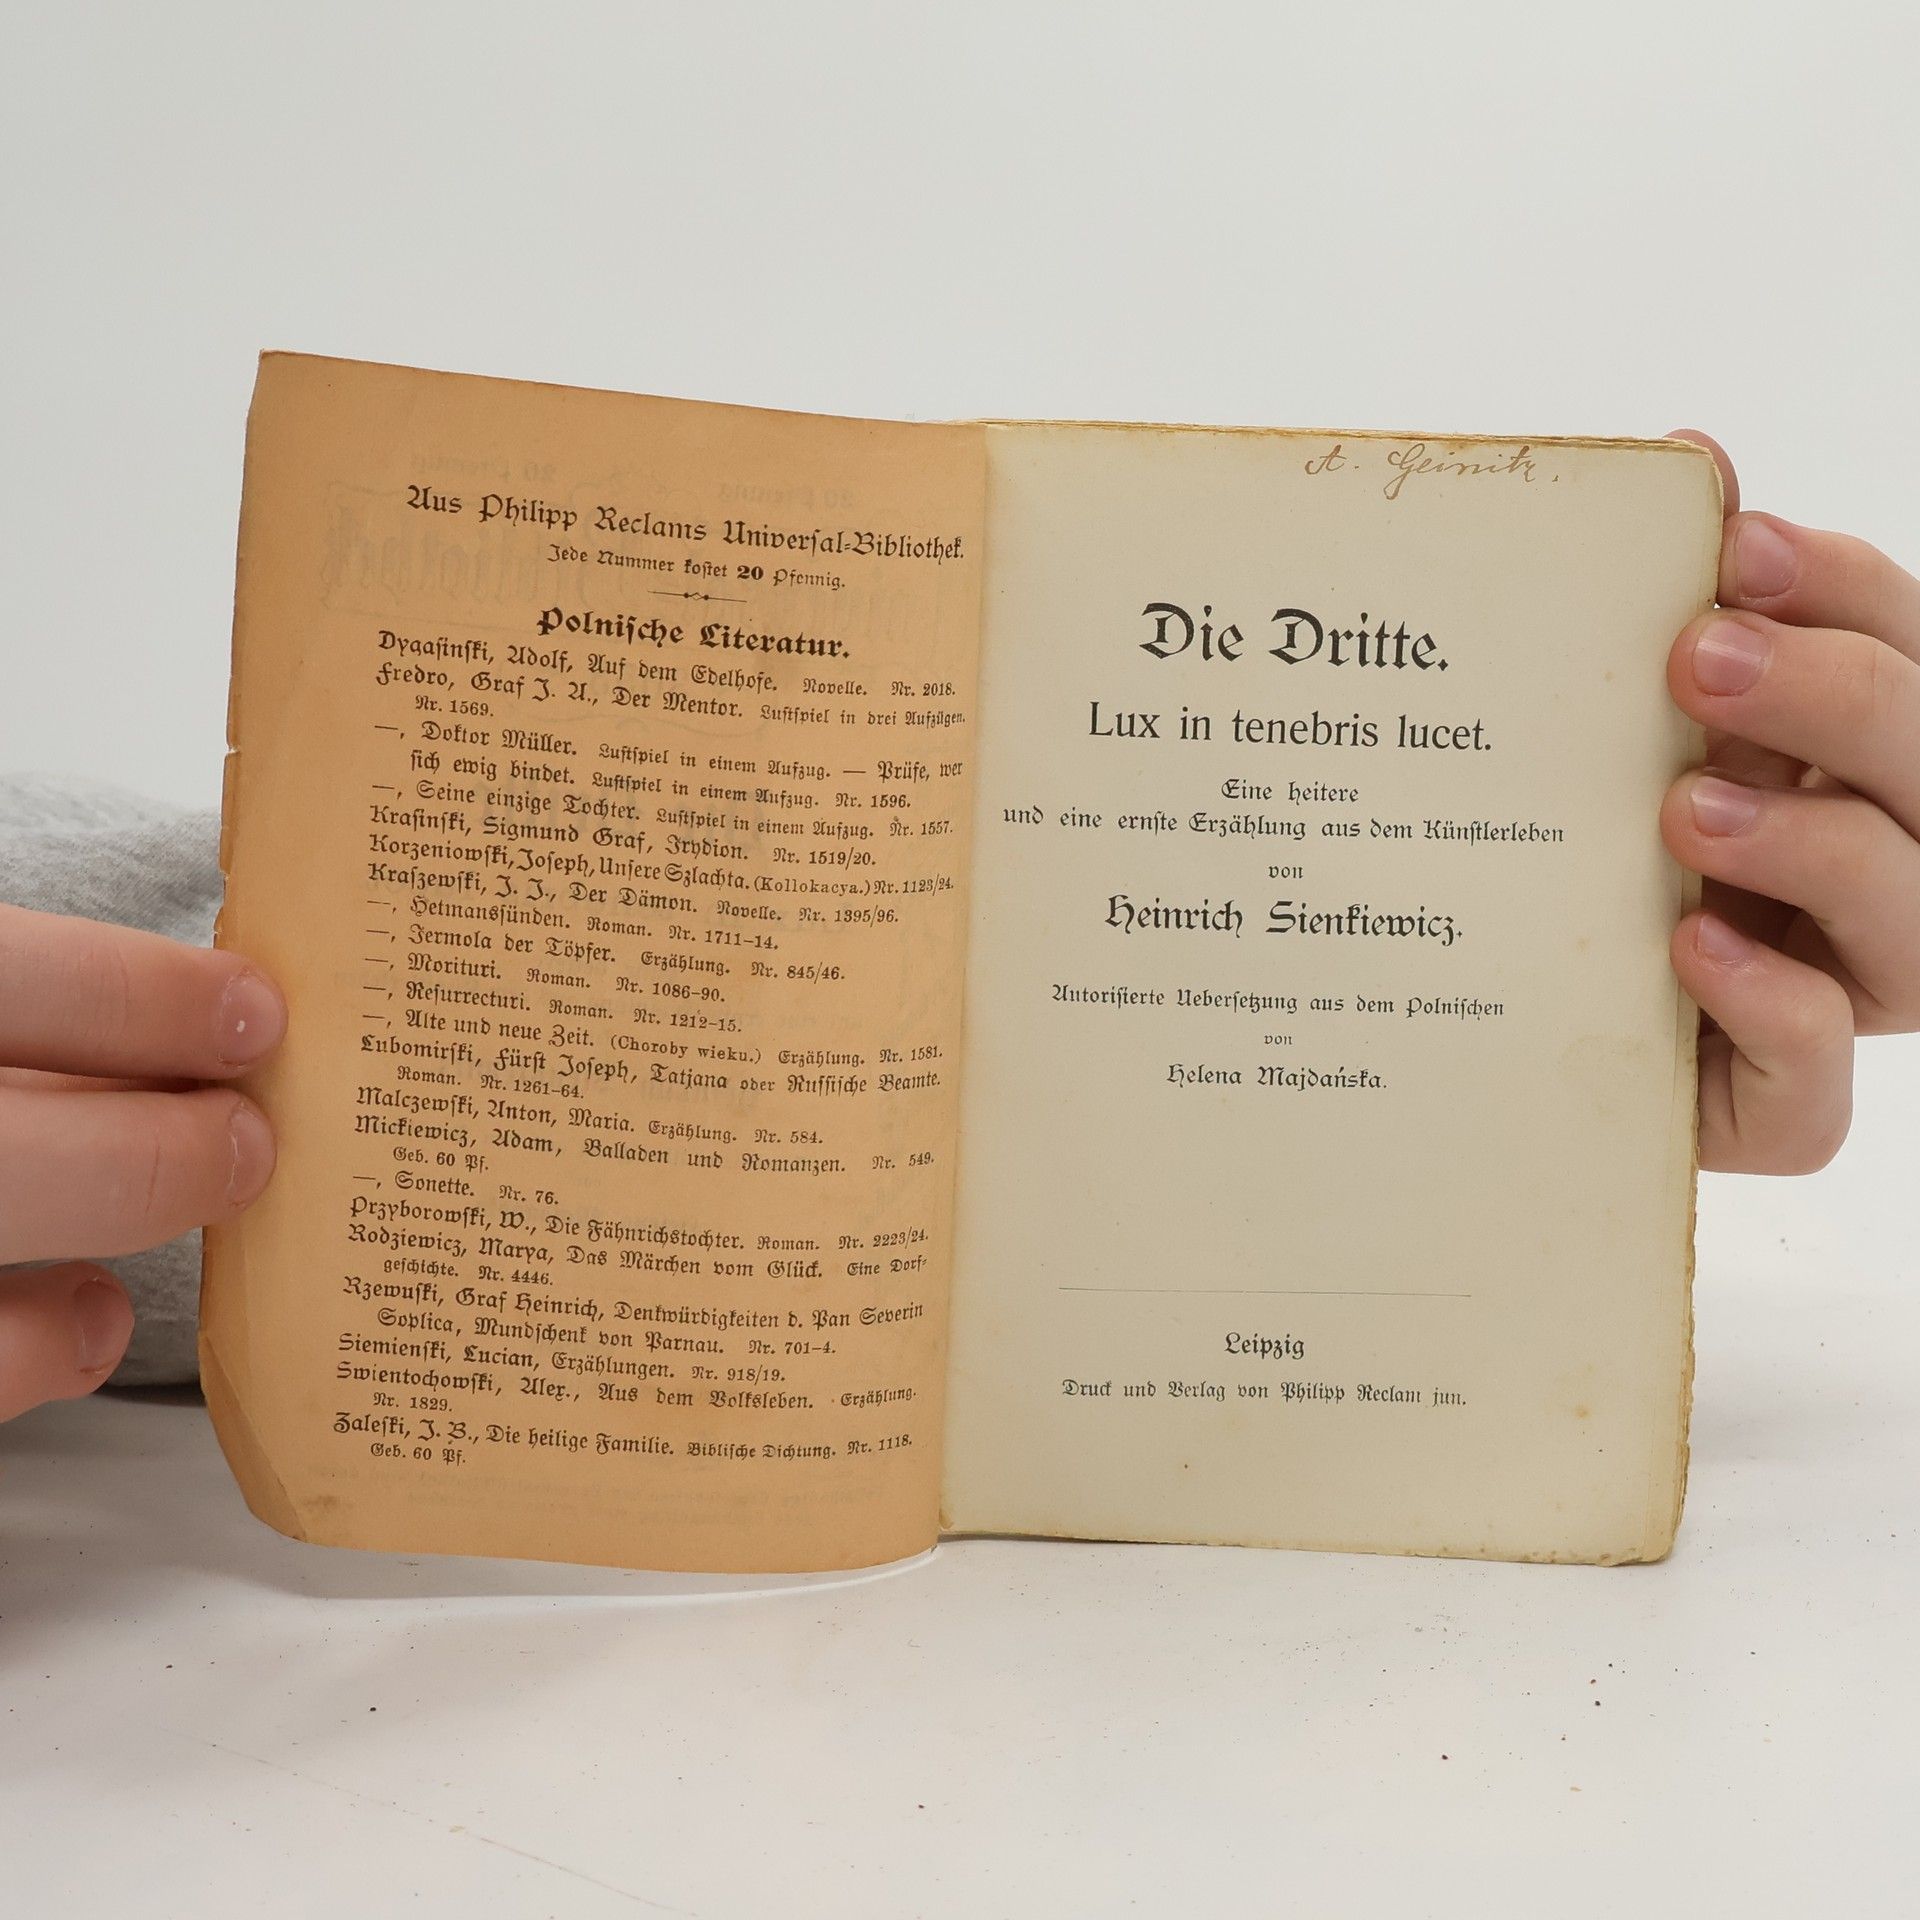 Aus Philipp Reclams Universal-Bibliothek.
Jede Nummer kostet 20 Pfennig.
Polnische Literatur.
Dygasinski, Adolf, Auf dem Edelhofe. Novelle. Nr. 2018.
Fredro, Graf J. A., Der Mentor. Lustspiel in drei Aufzügen.
Nr. 1569.
—, Doktor Müller. Lustspiel in einem Aufzug. — Prüfe, wer
sich ewig bindet. Lustspiel in einem Aufzug. Nr. 1596.
—, Seine einzige Tochter. Lustspiel in einem Aufzug. Nr. 1557.
Krasinski, Sigmund Graf, Irydion. Nr. 1519/20.
Korzeniowski, Joseph, Unsere Szlachta. (Kollokacya.) Nr. 1123/24.
Kraszewski, J. J., Der Dämon. Novelle. Nr. 1395/96.
—, Hetmanssünden. Roman. Nr. 1711–14.
—, Jermola der Töpfer. Erzählung. Nr. 845/46.
—, Morituri. Roman. Nr. 1086–90.
—, Resurrecturi. Roman. Nr. 1212–15.
—, Alte und neue Zeit. (Choroby wieku.) Erzählung. Nr. 1581.
Lubomirski, Fürst Joseph, Tatjana oder Russische Beamte.
Roman. Nr. 1261–64.
Malczewski, Anton, Maria. Erzählung. Nr. 584.
Mickiewicz, Adam, Balladen und Romanzen. Nr. 549.
Geb. 60 Pf.
—, Sonette. Nr. 76.
Przyborowski, W., Die Fähnrichstochter. Roman. Nr. 2223/24.
Rodziewicz, Marya, Das Märchen vom Glück. Eine Dorf-
geschichte. Nr. 4446.
Rzewuski, Graf Heinrich, Denkwürdigkeiten d. Pan Severin
Soplica, Mundschenk von Parnau. Nr. 701–4.
Siemienski, Lucian, Erzählungen. Nr. 918/19.
Swientochowski, Alex., Aus dem Volksleben. Erzählung.
Nr. 1829.
Zaleski, J. B., Die heilige Familie. Biblische Dichtung. Nr. 1118.
Geb. 60 Pf.
A. Geinitz.
Die Dritte.
Lux in tenebris lucet.
Eine heitere
und eine ernste Erzählung aus dem Künstlerleben
von
Heinrich Sienkiewicz.
Autorisierte Uebersetzung aus dem Polnischen
von
Helena Majdańska.
Leipzig
Druck und Verlag von Philipp Reclam jun.